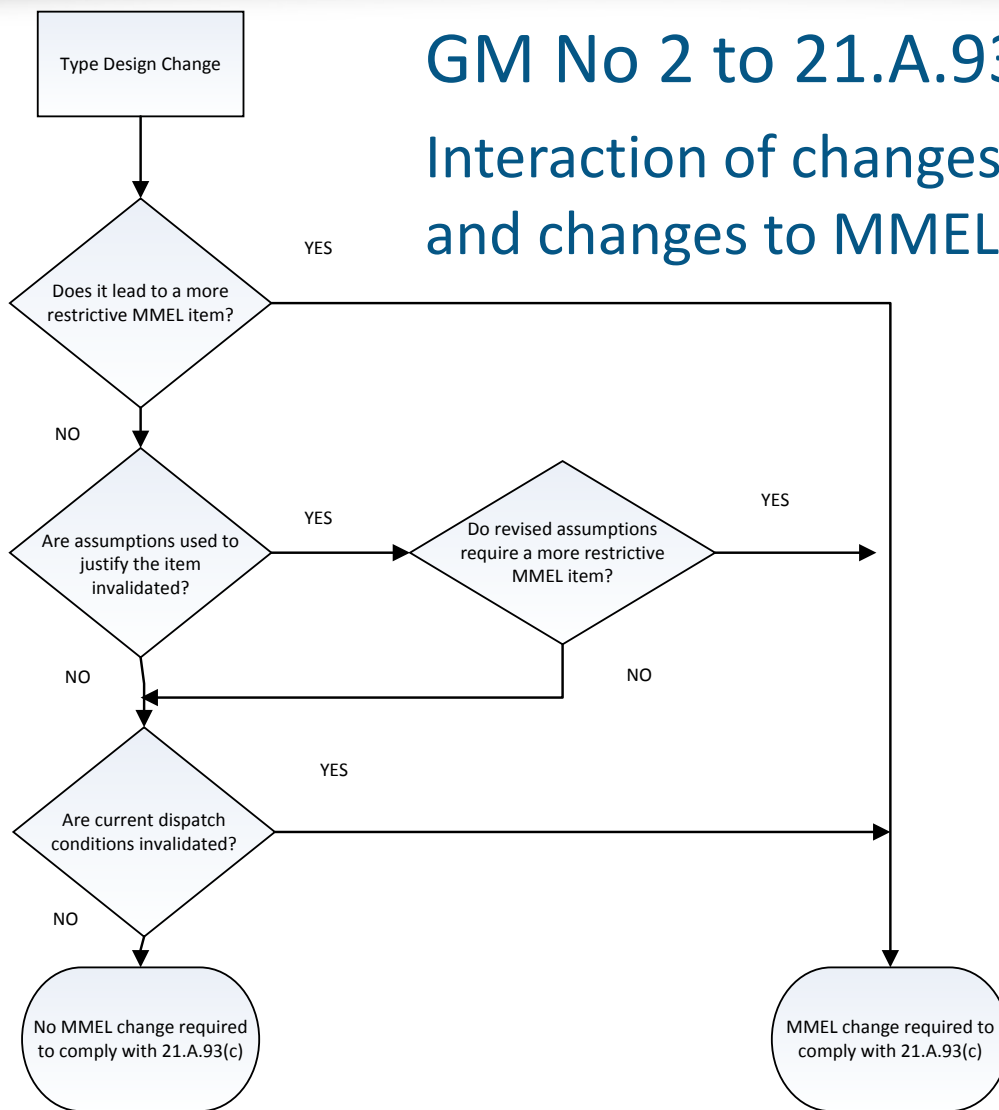 GM No 2 to 21.A.93
Interaction of changes
and changes to MMEL
Type Design Change
Does it lead to a more
restrictive MMEL item?
YES
NO
Are assumptions used to
justify the item
invalidated?
YES
Do revised assumptions
require a more restrictive
MMEL item?
YES
NO
NO
Are current dispatch
conditions invalidated?
YES
NO
No MMEL change required
to comply with 21.A.93(c)
MMEL change required to
comply with 21.A.93(c)